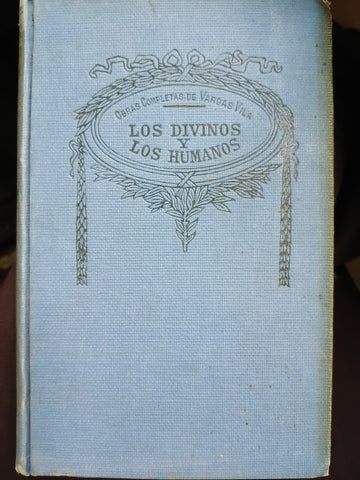 OBRAS COMPLETAS DE VARGAS VILA
LOS DIVINOS
Y
LOS HUMANOS